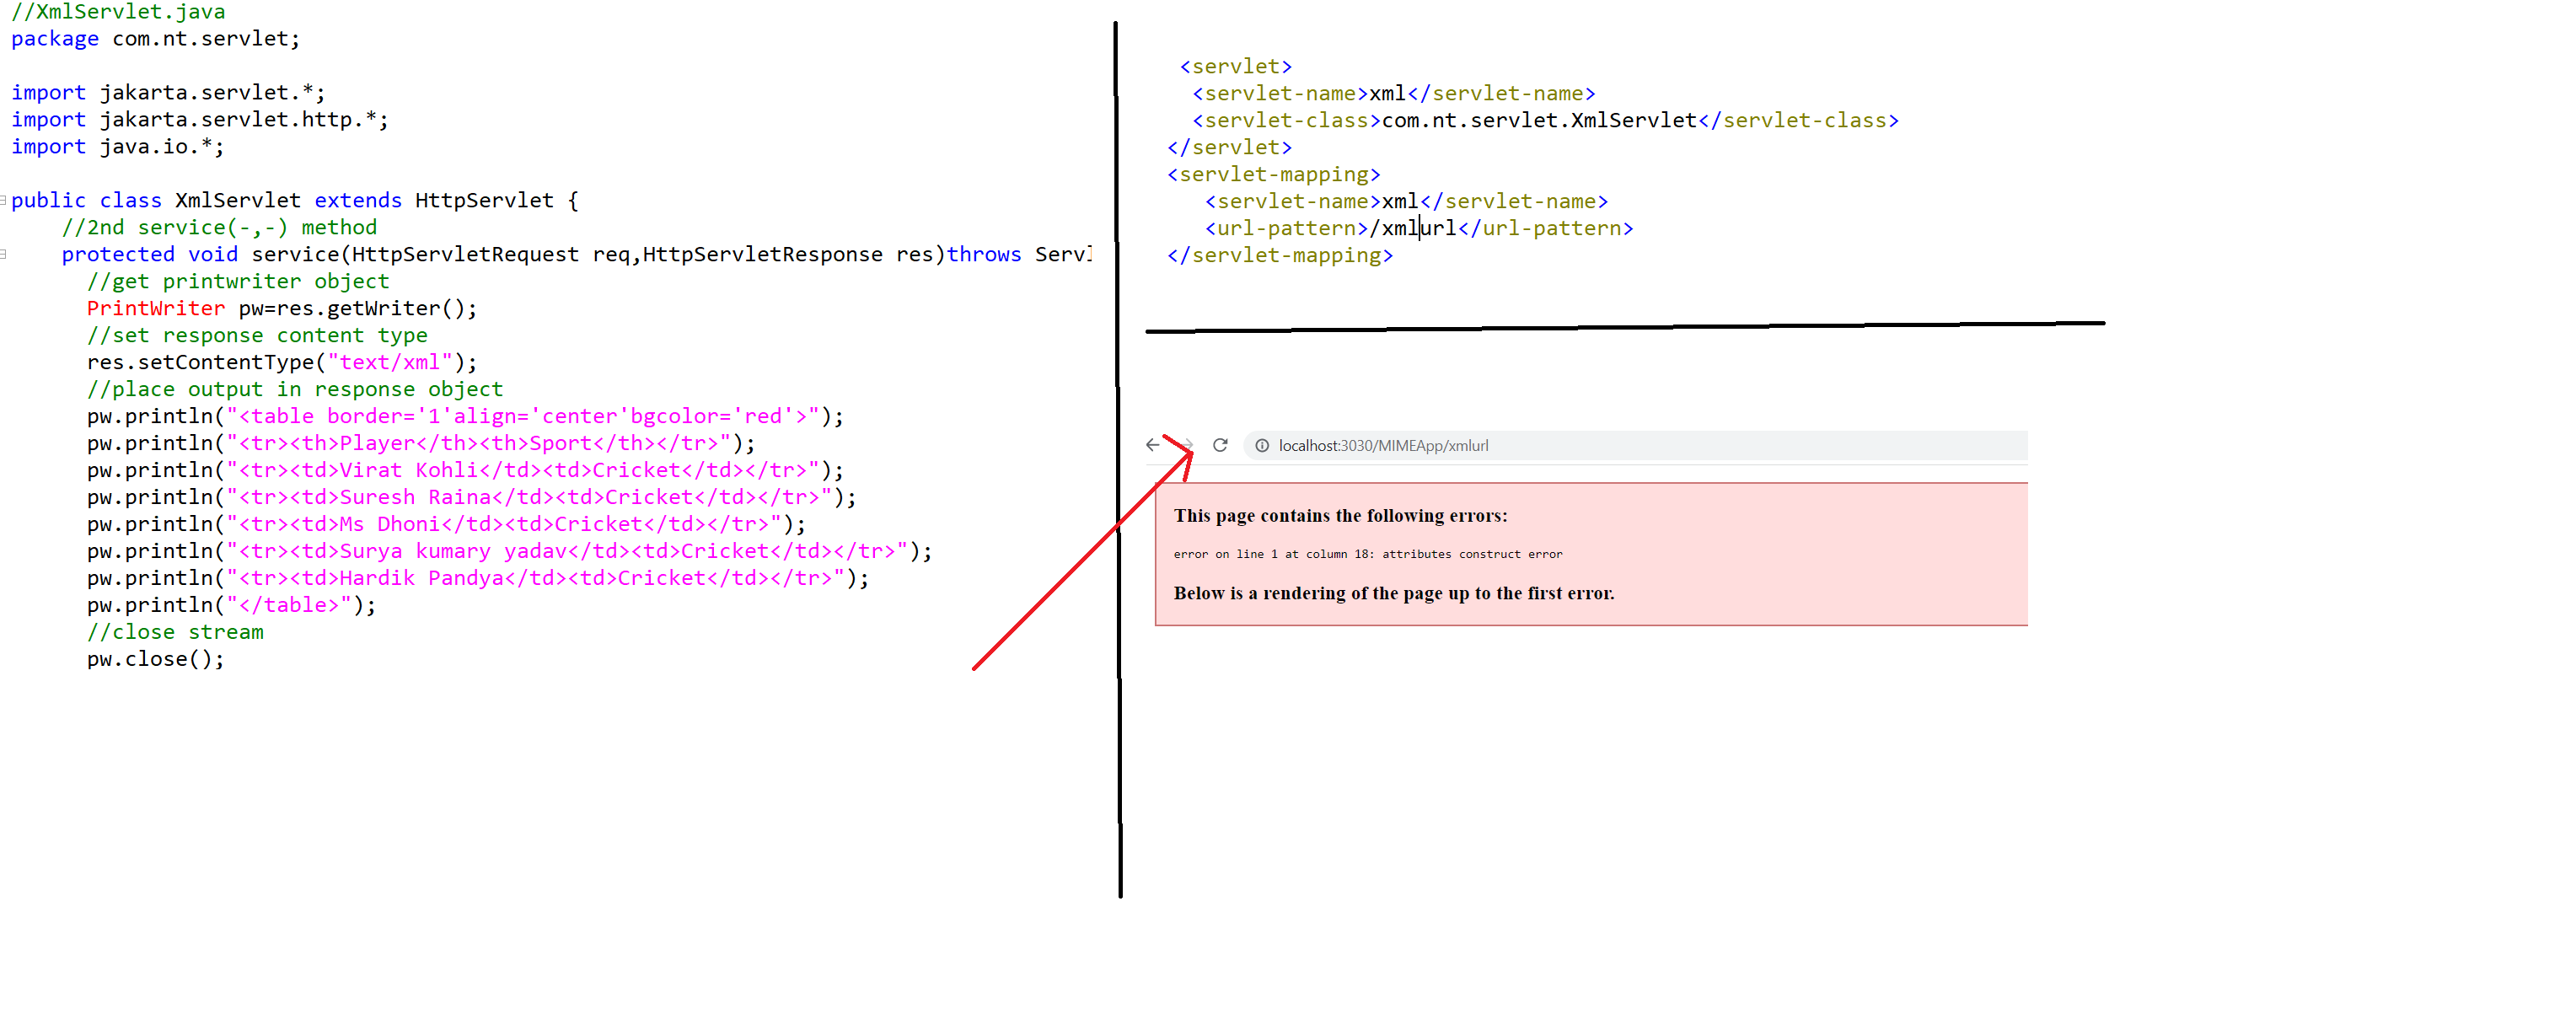 //XmlServlet.java
package com.nt.servlet;
import jakarta.servlet.*;
import jakarta.servlet.http.*;
import java.io.*;
public class XmlServlet extends HttpServlet {
//2nd service(-,-) method
protected void service(HttpServletRequest req,HttpServletResponse res)throws Servl
//get printwriter object
PrintWriter pw=res.getWriter();
//set response content type
res.setContentType("text/xml");
//place output in response object
pw.println("<table border='1'align='center'bgcolor='red'>");
pw.println("<tr><th>Player</th><th>Sport</th></tr>");
pw.println("<tr><td>Virat Kohli</td><td>Cricket</td></tr>");
pw.println("<tr><td>Suresh Raina</td><td>Cricket</td></tr>");
pw.println("<tr><td>Ms Dhoni</td><td>Cricket</td></tr>");
pw.println("<tr><td>Surya kumary yadav</td><td>Cricket</td></tr>");
pw.println("<tr><td>Hardik Pandya</td><td>Cricket</td></tr>");
pw.println("</table>");
//close stream
pw.close();
<servlet>
<servlet-name>xml</servlet-name>
<servlet-class>com.nt.servlet.XmlServlet</servlet-class>
</servlet>
<servlet-mapping>
<servlet-name>xml</servlet-name>
<url-pattern>/xmlurl</url-pattern>
</servlet-mapping>
localhost:3030/MIMEApp/xmlurl
This page contains the following errors:
error on line 1 at column 18: attributes construct error
Below is a rendering of the page up to the first error.